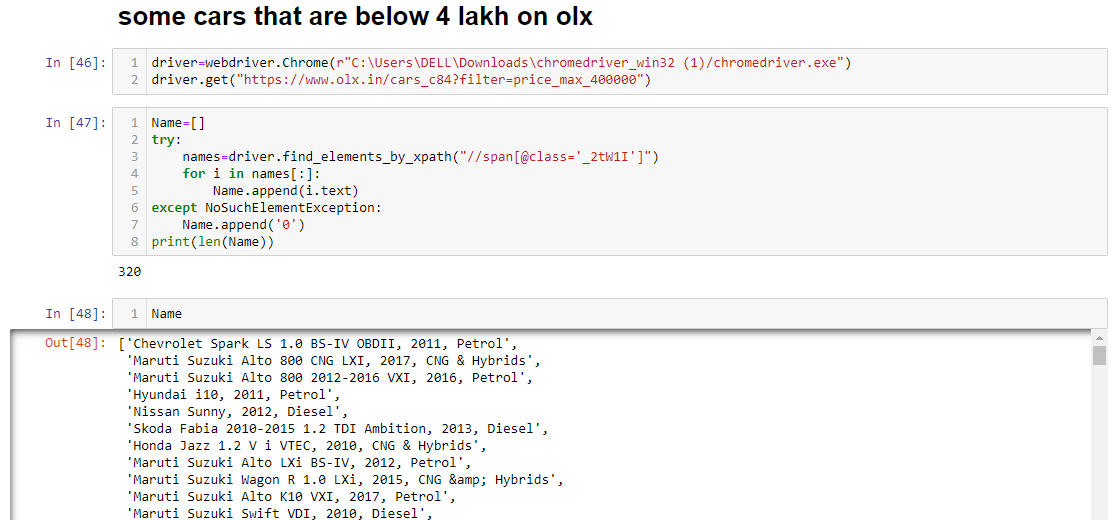 some cars that are below 4 lakh on olx
In [46]: 1 driver=webdriver.Chrome(r"C:\Users\DELL\Downloads\chromedriver_win32 (1)/chromedriver.exe")
2 driver.get("https://www.olx.in/cars_c84?filter=price_max_400000")
In [47]: 1 Name=[]
2 try:
3     names=driver.find_elements_by_xpath("//span[@class='_2tW1I']")
4     for i in names[:]:
5         Name.append(i.text)
6 except NoSuchElementException:
7     Name.append('0')
8 print(len(Name))
320
In [48]: 1 Name
Out[48]: ['Chevrolet Spark LS 1.0 BS-IV OBDII, 2011, Petrol',
'Maruti Suzuki Alto 800 CNG LXI, 2017, CNG & Hybrids',
'Maruti Suzuki Alto 800 2012-2016 VXI, 2016, Petrol',
'Hyundai i10, 2011, Petrol',
'Nissan Sunny, 2012, Diesel',
'Skoda Fabia 2010-2015 1.2 TDI Ambition, 2013, Diesel',
'Honda Jazz 1.2 V i VTEC, 2010, CNG & Hybrids',
'Maruti Suzuki Alto LXi BS-IV, 2012, Petrol',
'Maruti Suzuki Wagon R 1.0 LXi, 2015, CNG &amp; Hybrids',
'Maruti Suzuki Alto K10 VXI, 2017, Petrol',
'Maruti Suzuki Swift VDI, 2010, Diesel',